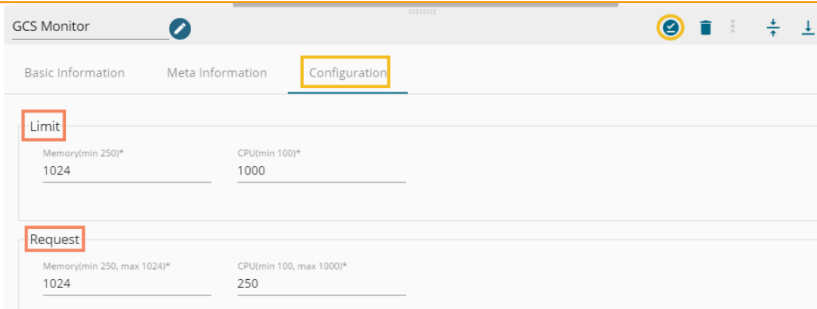 GCS Monitor
Basic Information Meta Information Configuration
Limit
Memory(min 250)* CPU(min 100)*
1024 1000
Request
Memory(min 250, max 1024)* CPU(min 100, max 1000)*
1024 250